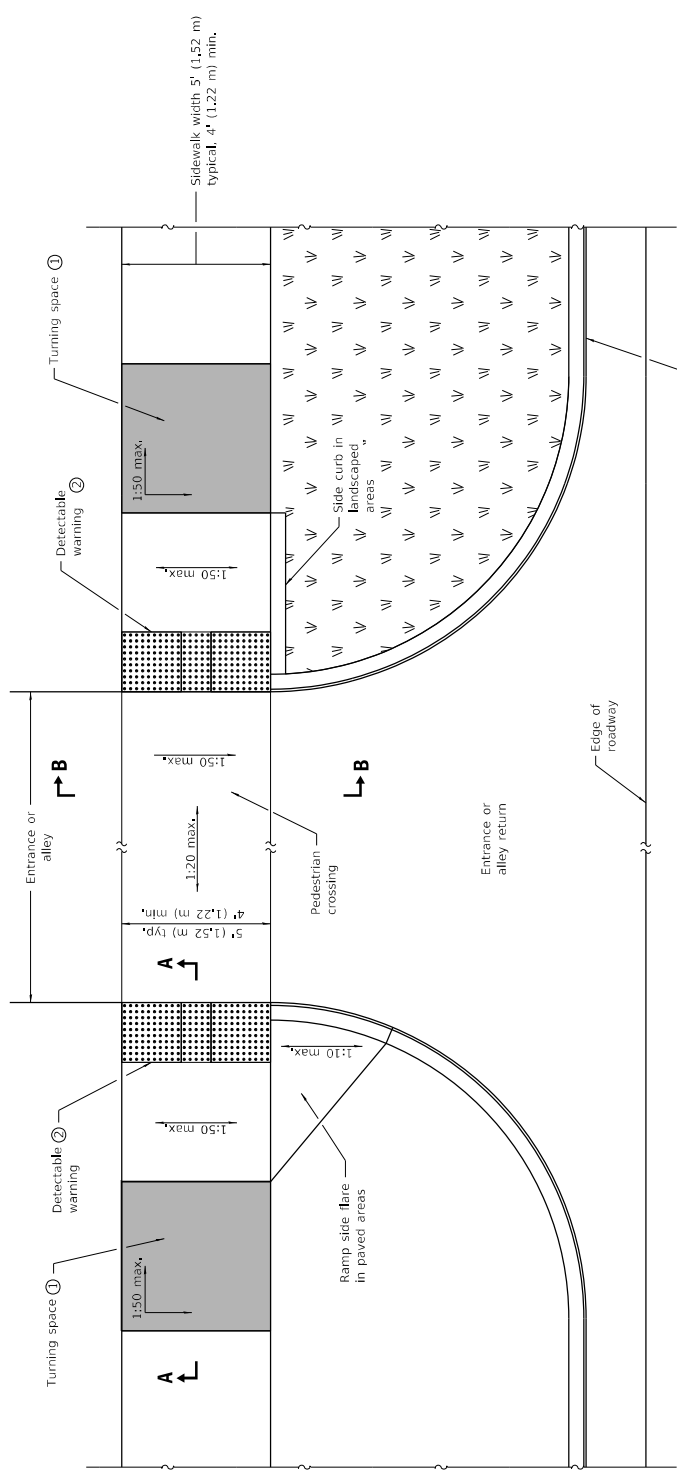 Sidewalk width 5' (1.52 m)
typical, 4' (1.22 m) min.
Turning space ①
1:50 max.
Detectable
warning ②
1:50 max.
Side curb in
landscaped
areas
Entrance or
alley
B
B
1:50 max.
1:20 max.
Pedestrian
crossing
5' (1.52 m) typ.
4' (1.22 m) min.
A
Entrance or
alley return
Edge of
roadway
Detectable ②
warning
1:50 max.
1:10 max.
Ramp side flare
in paved areas
Turning space ①
1:50 max.
A